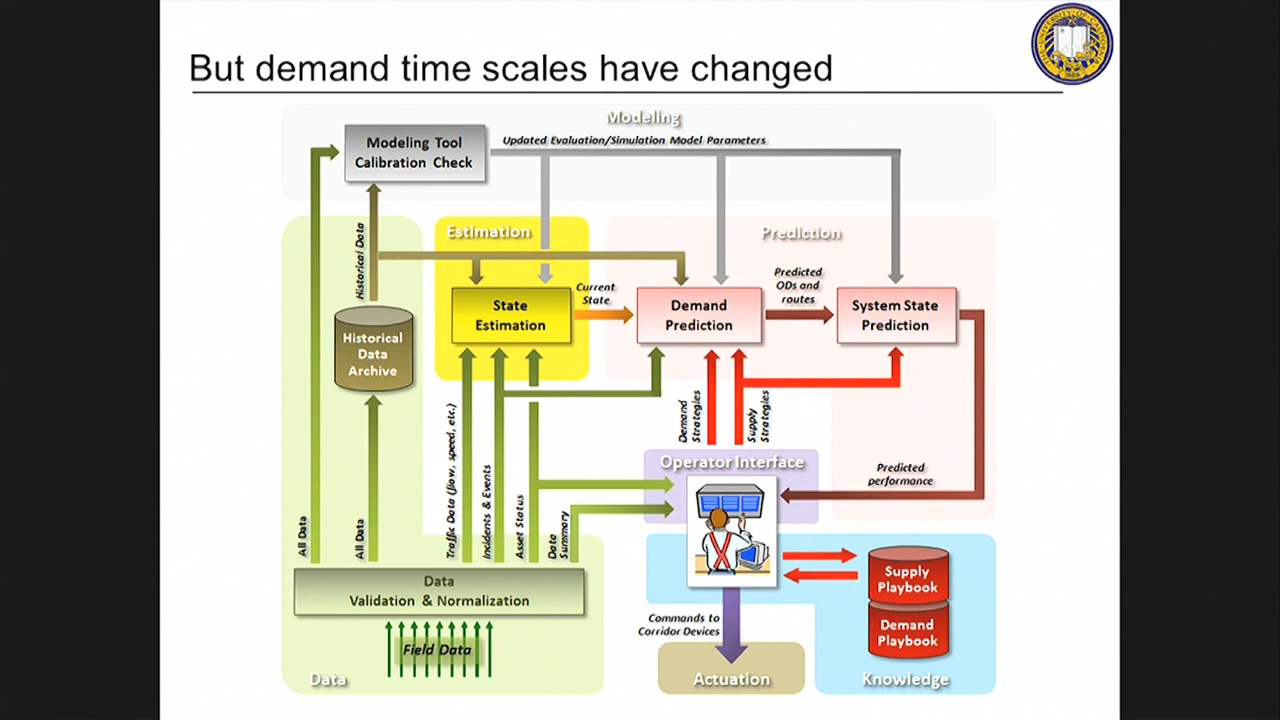 But demand time scales have changed
Modeling
Modeling Tool
Calibration Check
Updated Evaluation/Simulation Model Parameters
Historical Data
Estimation
Prediction
State
Estimation
Current
State
Demand
Prediction
Predicted
ODs and
routes
System State
Prediction
Historical
Data
Archive
Demand
Strategies
Supply
Strategies
Operator Interface
Predicted
performance
All Data
All Data
Traffic Data (flow, speed, etc.)
Incidents & Events
Asset Status
Data
Summary
Data
Validation & Normalization
Field Data
Data
Commands to
Corridor Devices
Actuation
Supply
Playbook
Demand
Playbook
Knowledge